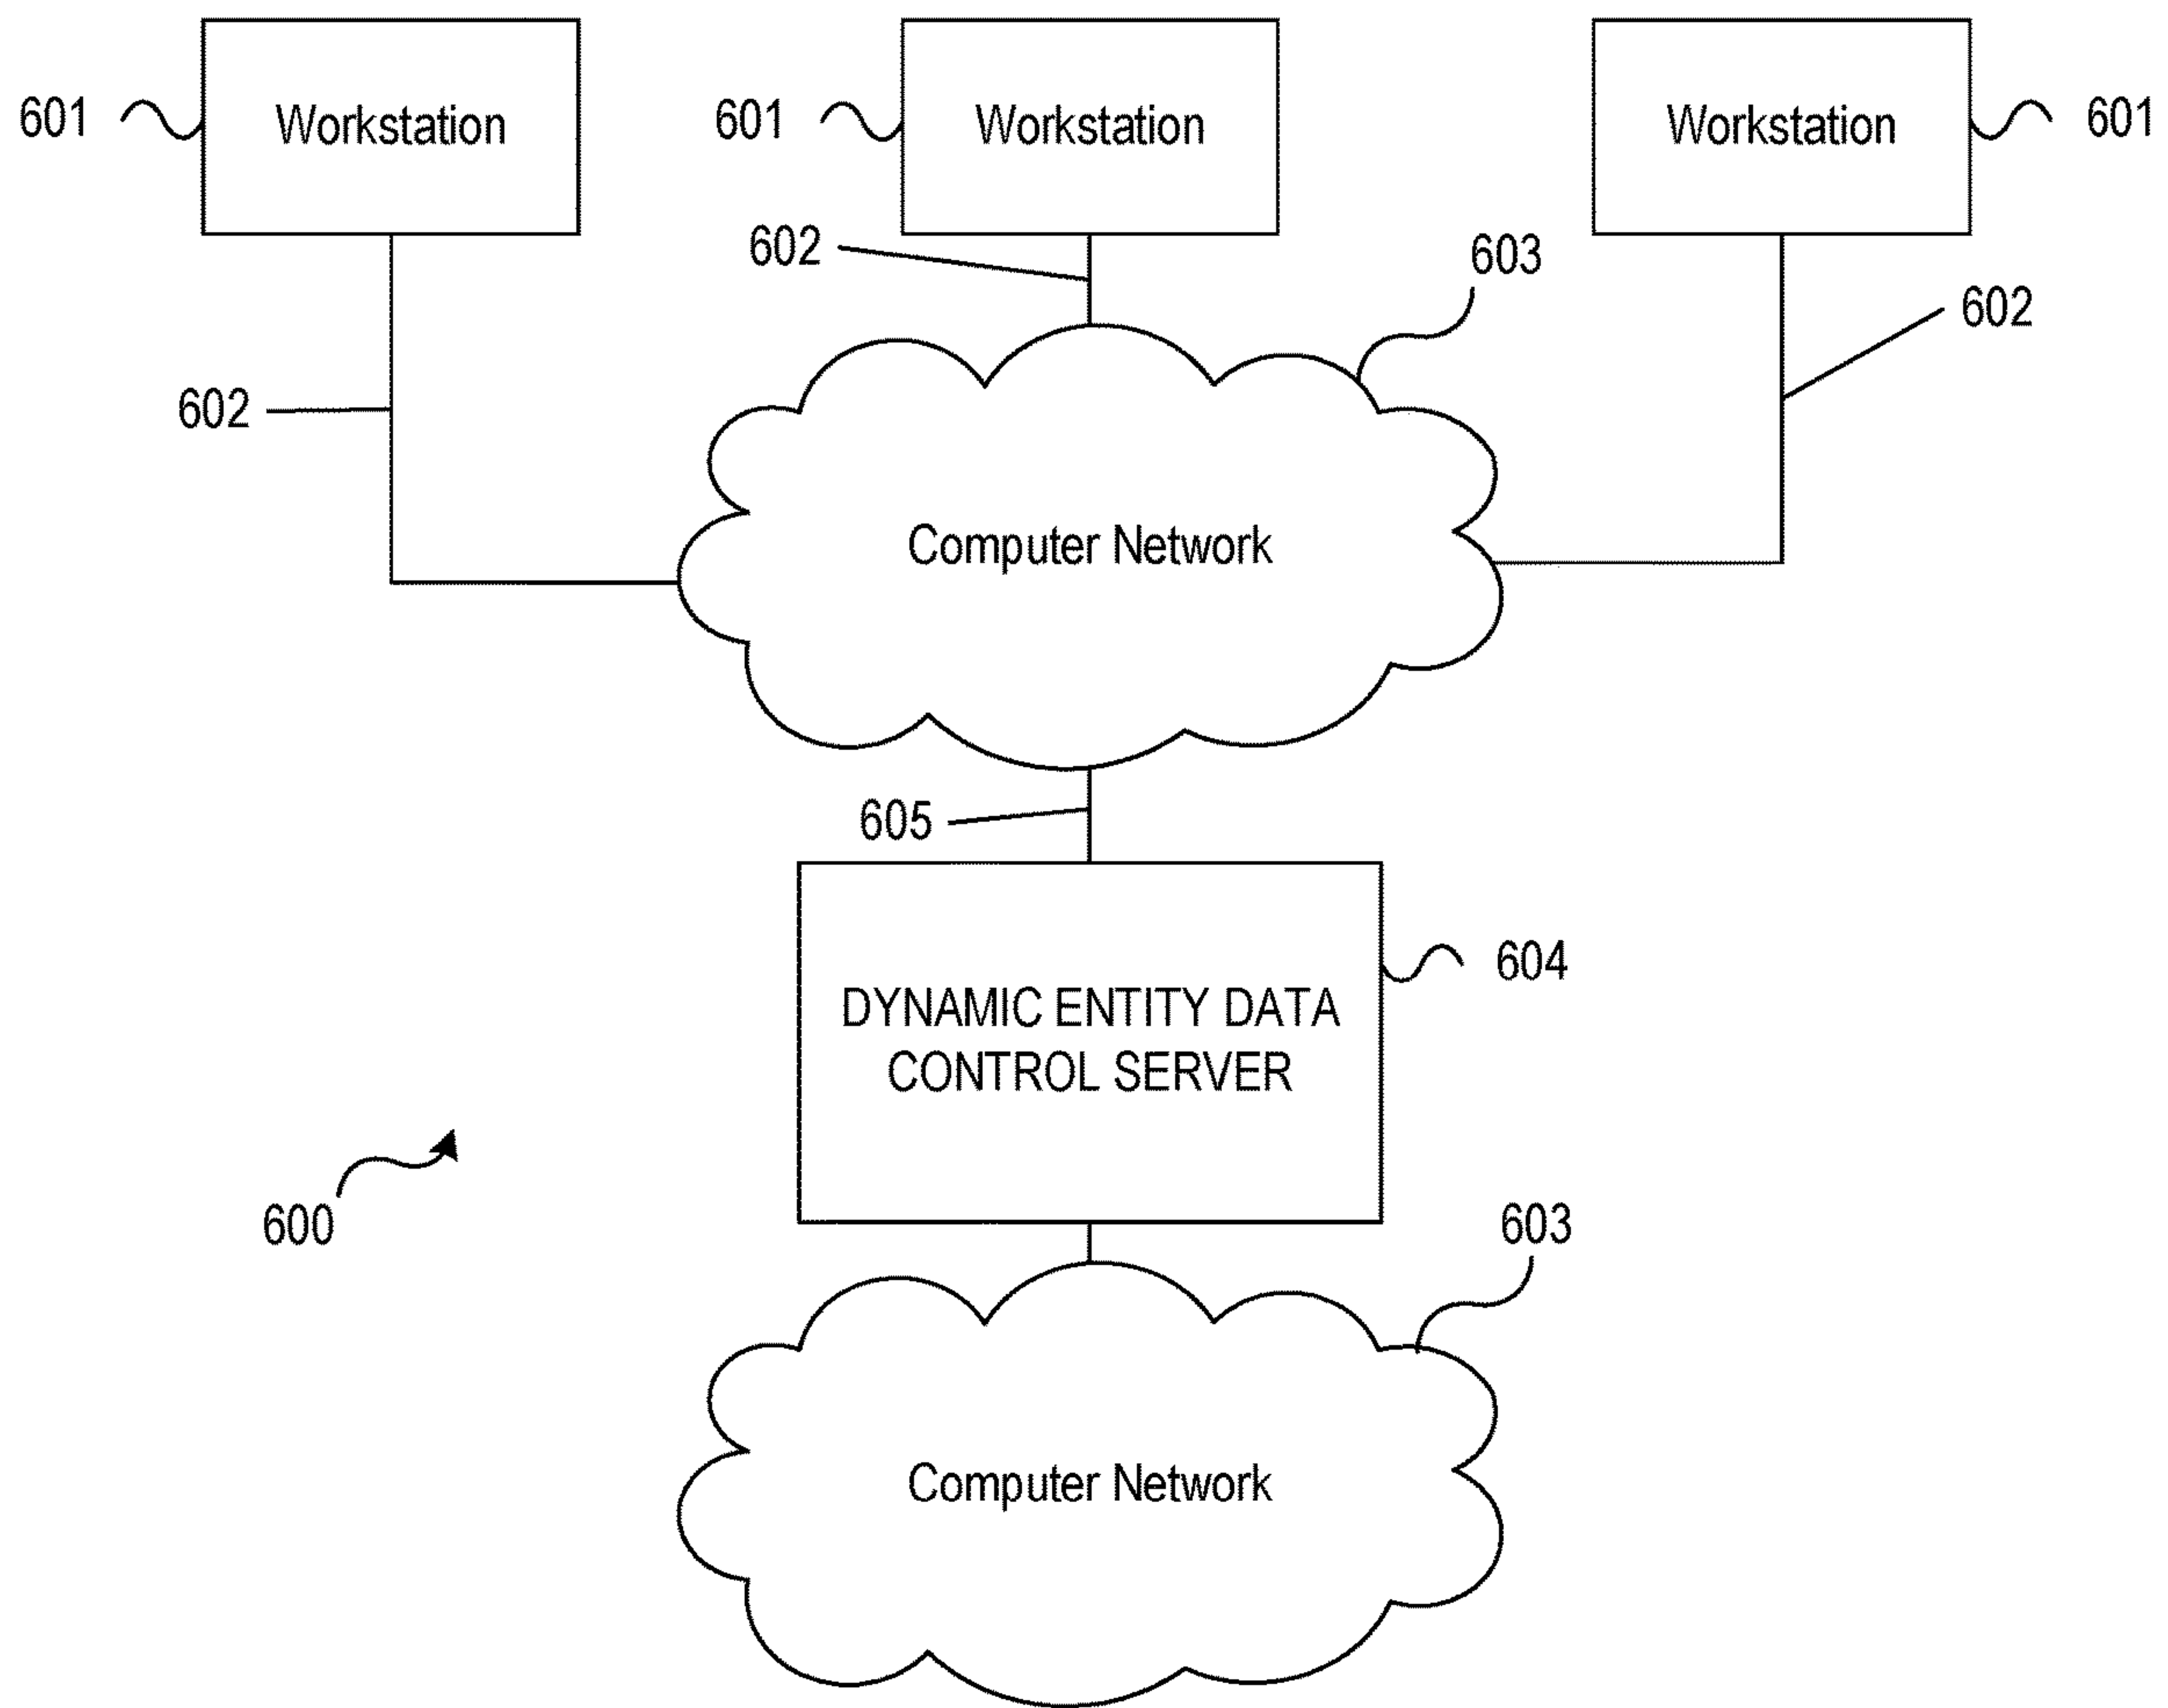 601
Workstation
601
Workstation
Workstation
601
602
603
602
602
Computer Network
605
604
DYNAMIC ENTITY DATA
CONTROL SERVER
600
603
Computer Network